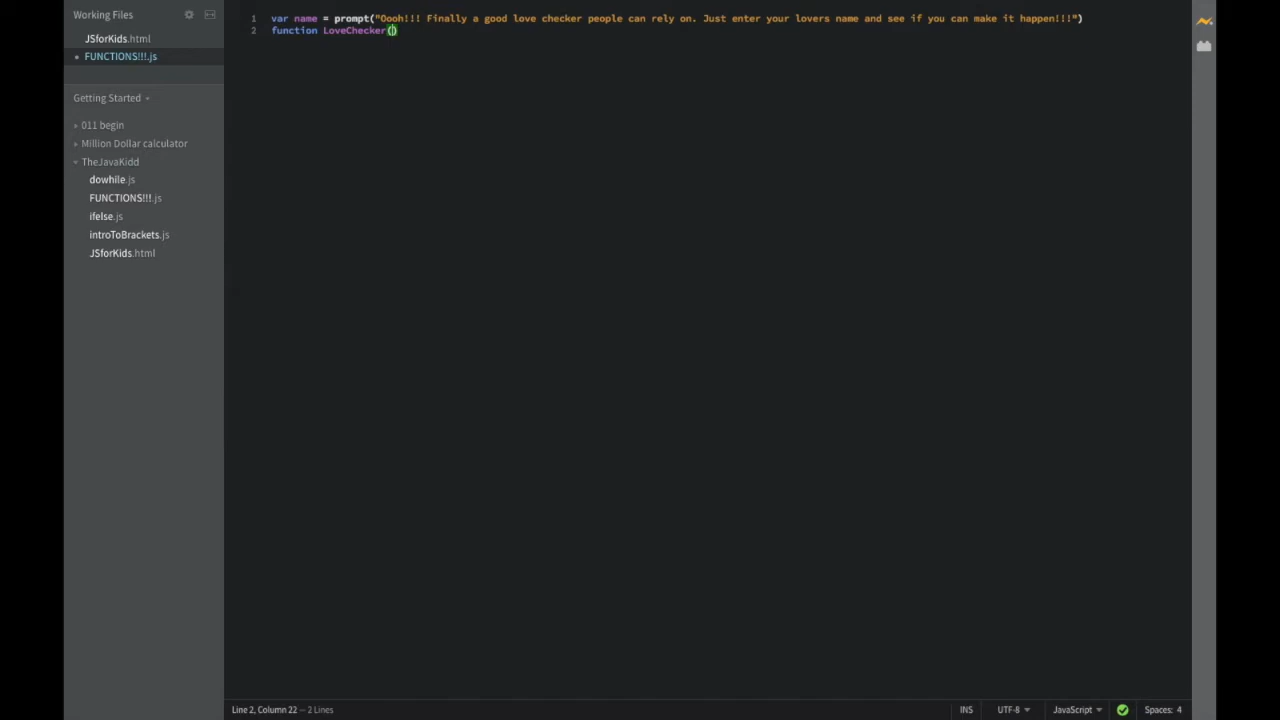 Working Files
JSforKids.html
FUNCTIONS!!!.js
Getting Started
011 begin
Million Dollar calculator
TheJavaKidd
dowhile.js
FUNCTIONS!!!.js
ifelse.js
introToBrackets.js
JSforKids.html
1 var name = prompt("Oooh!!! Finally a good love checker people can rely on. Just enter your lovers name and see if you can make it happen!!!")
2 function LoveChecker()
Line 2, Column 22 — 2 Lines
INS UTF-8 JavaScript Spaces: 4